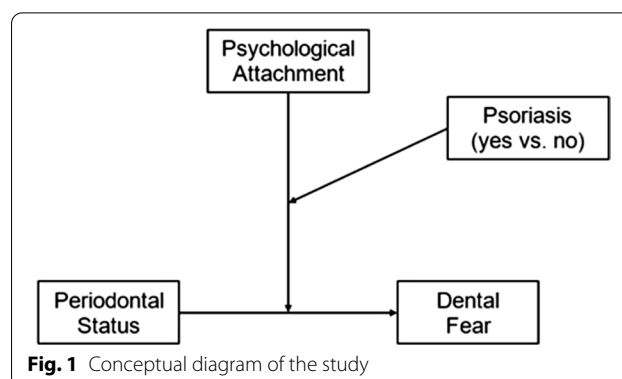 Psychological
Attachment
Psoriasis
(yes vs. no)
Periodontal
Status
Dental
Fear
Fig. 1 Conceptual diagram of the study